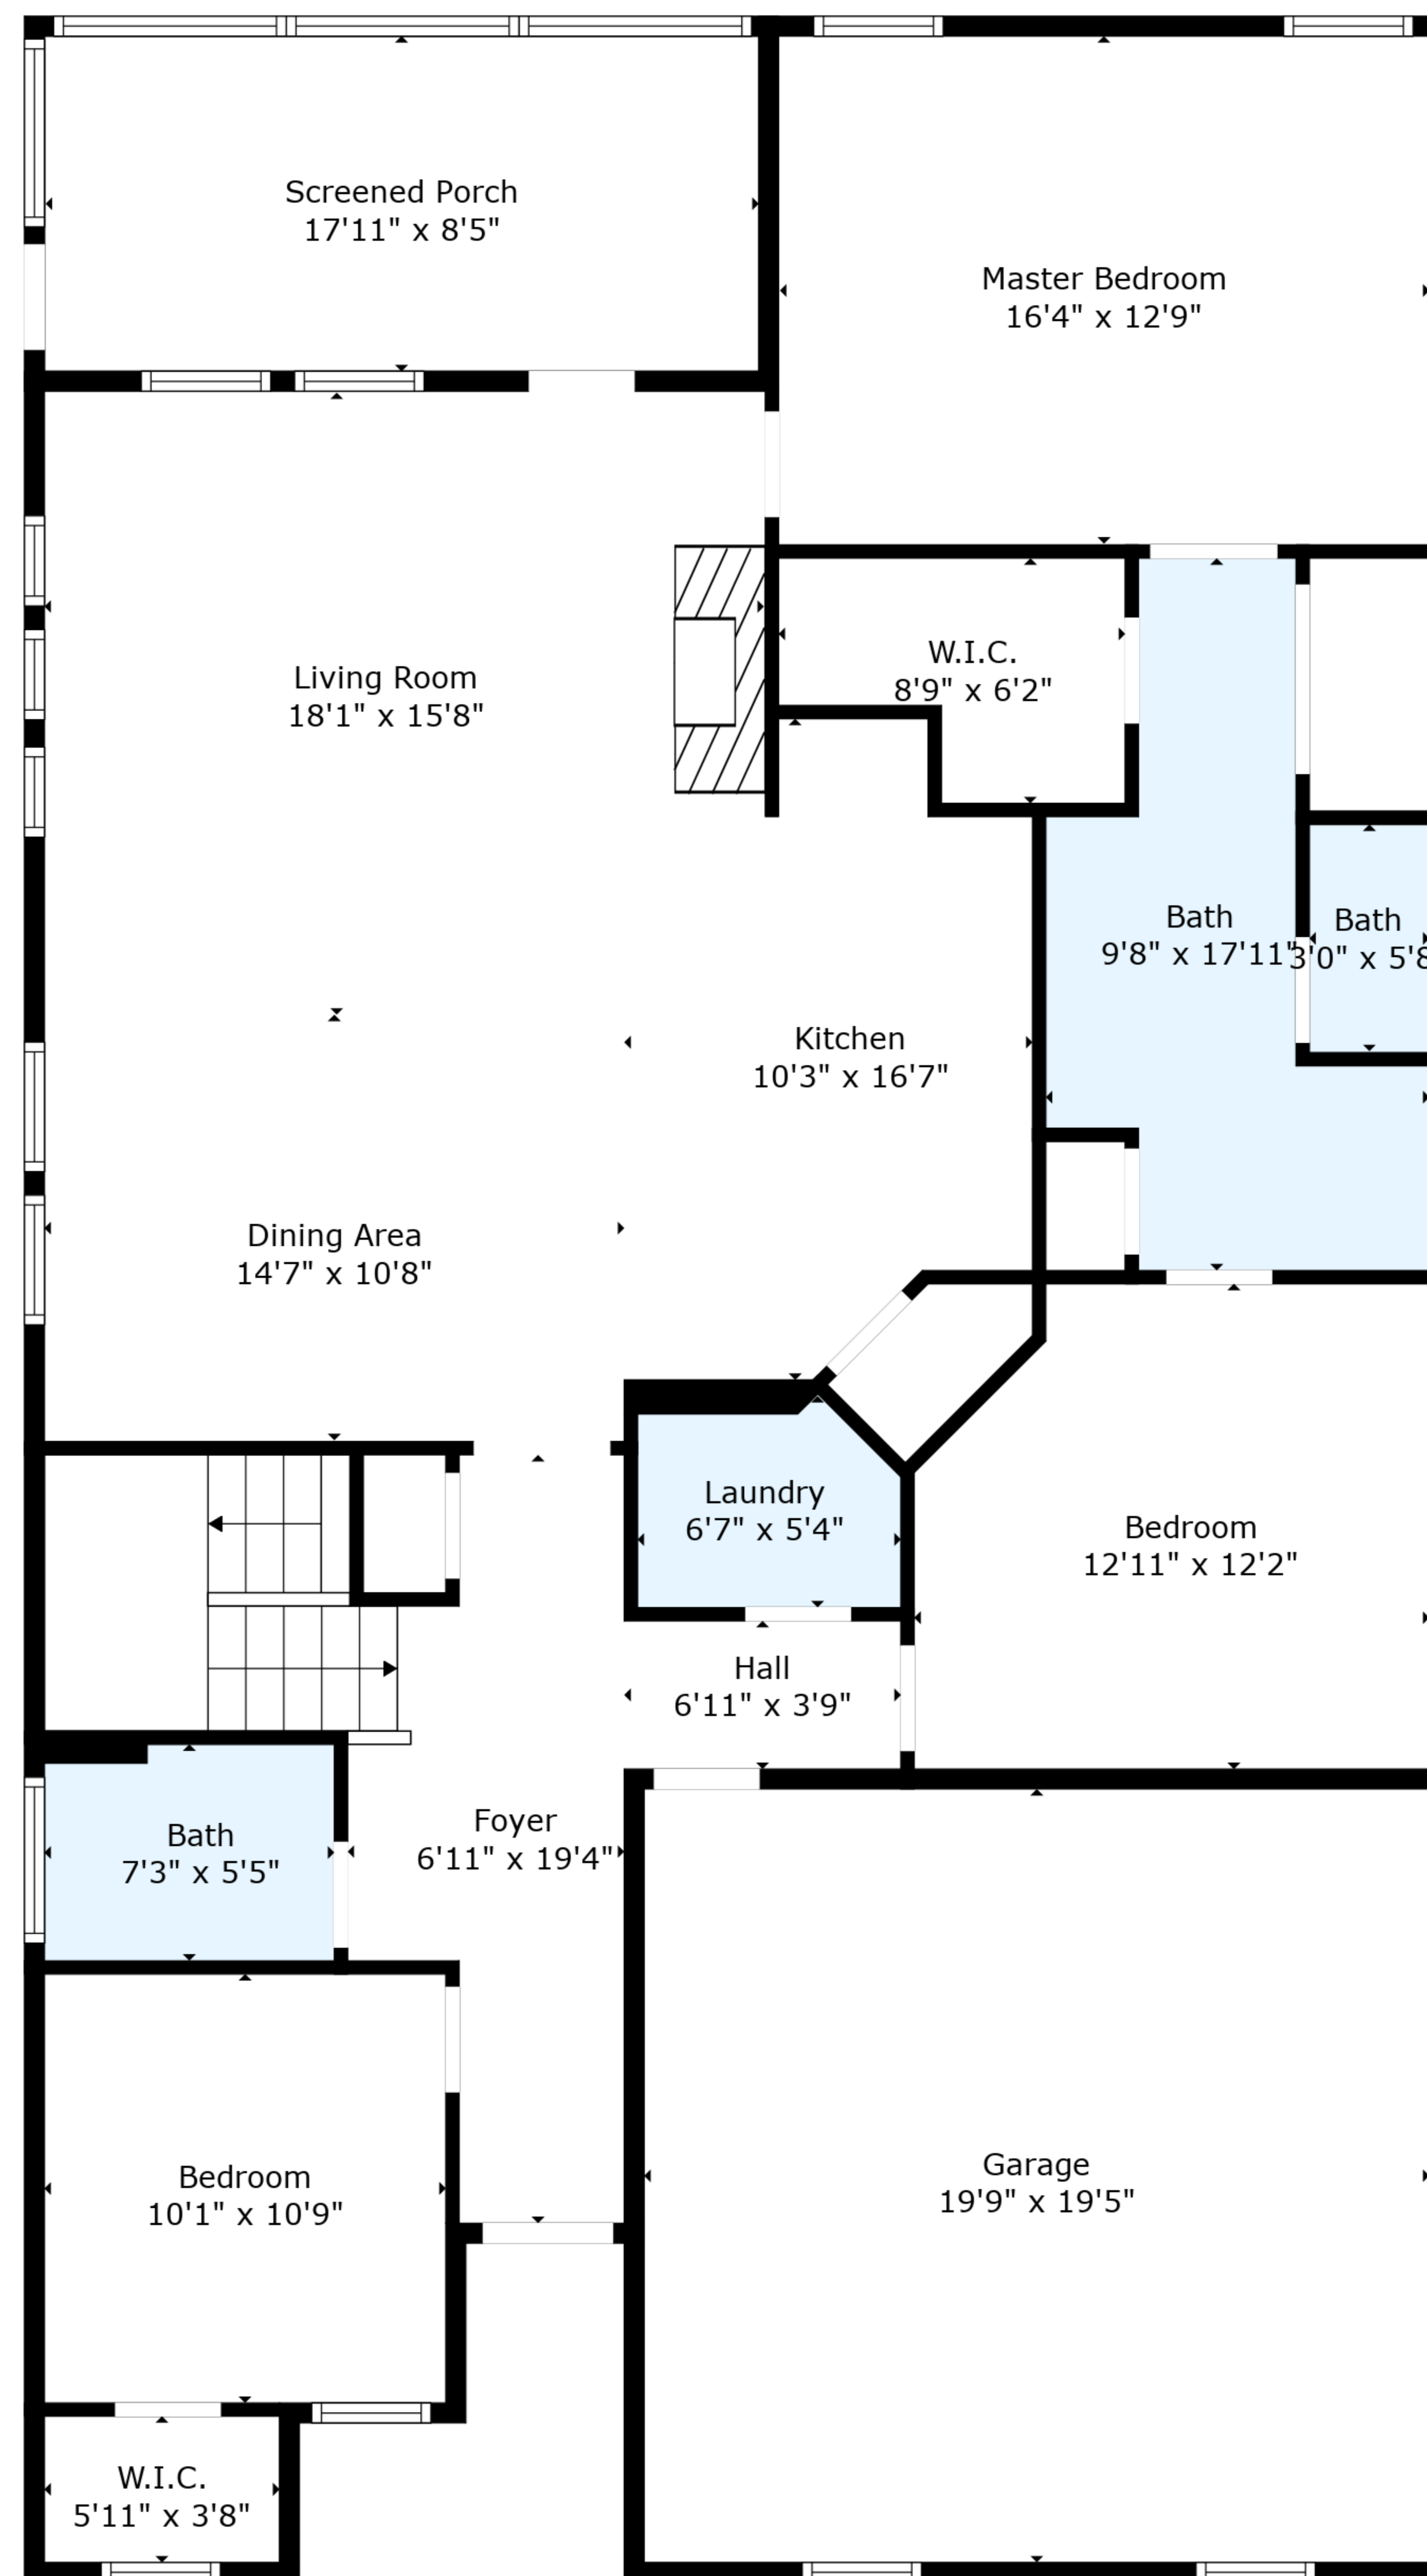 Screened Porch
17'11" x 8'5"
Master Bedroom
16'4" x 12'9"
Living Room
18'1" x 15'8"
W.I.C.
8'9" x 6'2"
Bath
9'8" x 17'11"
Bath
3'0" x 5'8
Kitchen
10'3" x 16'7"
Dining Area
14'7" x 10'8"
Laundry
6'7" x 5'4"
Bedroom
12'11" x 12'2"
Hall
6'11" x 3'9"
Bath
7'3" x 5'5"
Foyer
6'11" x 19'4"
Bedroom
10'1" x 10'9"
Garage
19'9" x 19'5"
W.I.C.
5'11" x 3'8"